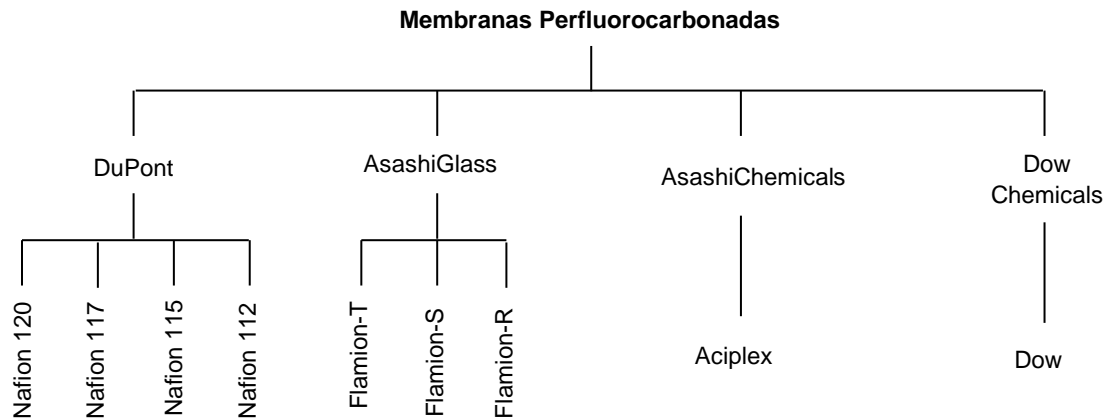 Membranas Perfluorocarbonadas
DuPont
AsashiGlass
AsashiChemicals
Dow
Chemicals
Nafion 120
Nafion 117
Nafion 115
Nafion 112
Flamion-T
Flamion-S
Flamion-R
Aciplex
Dow